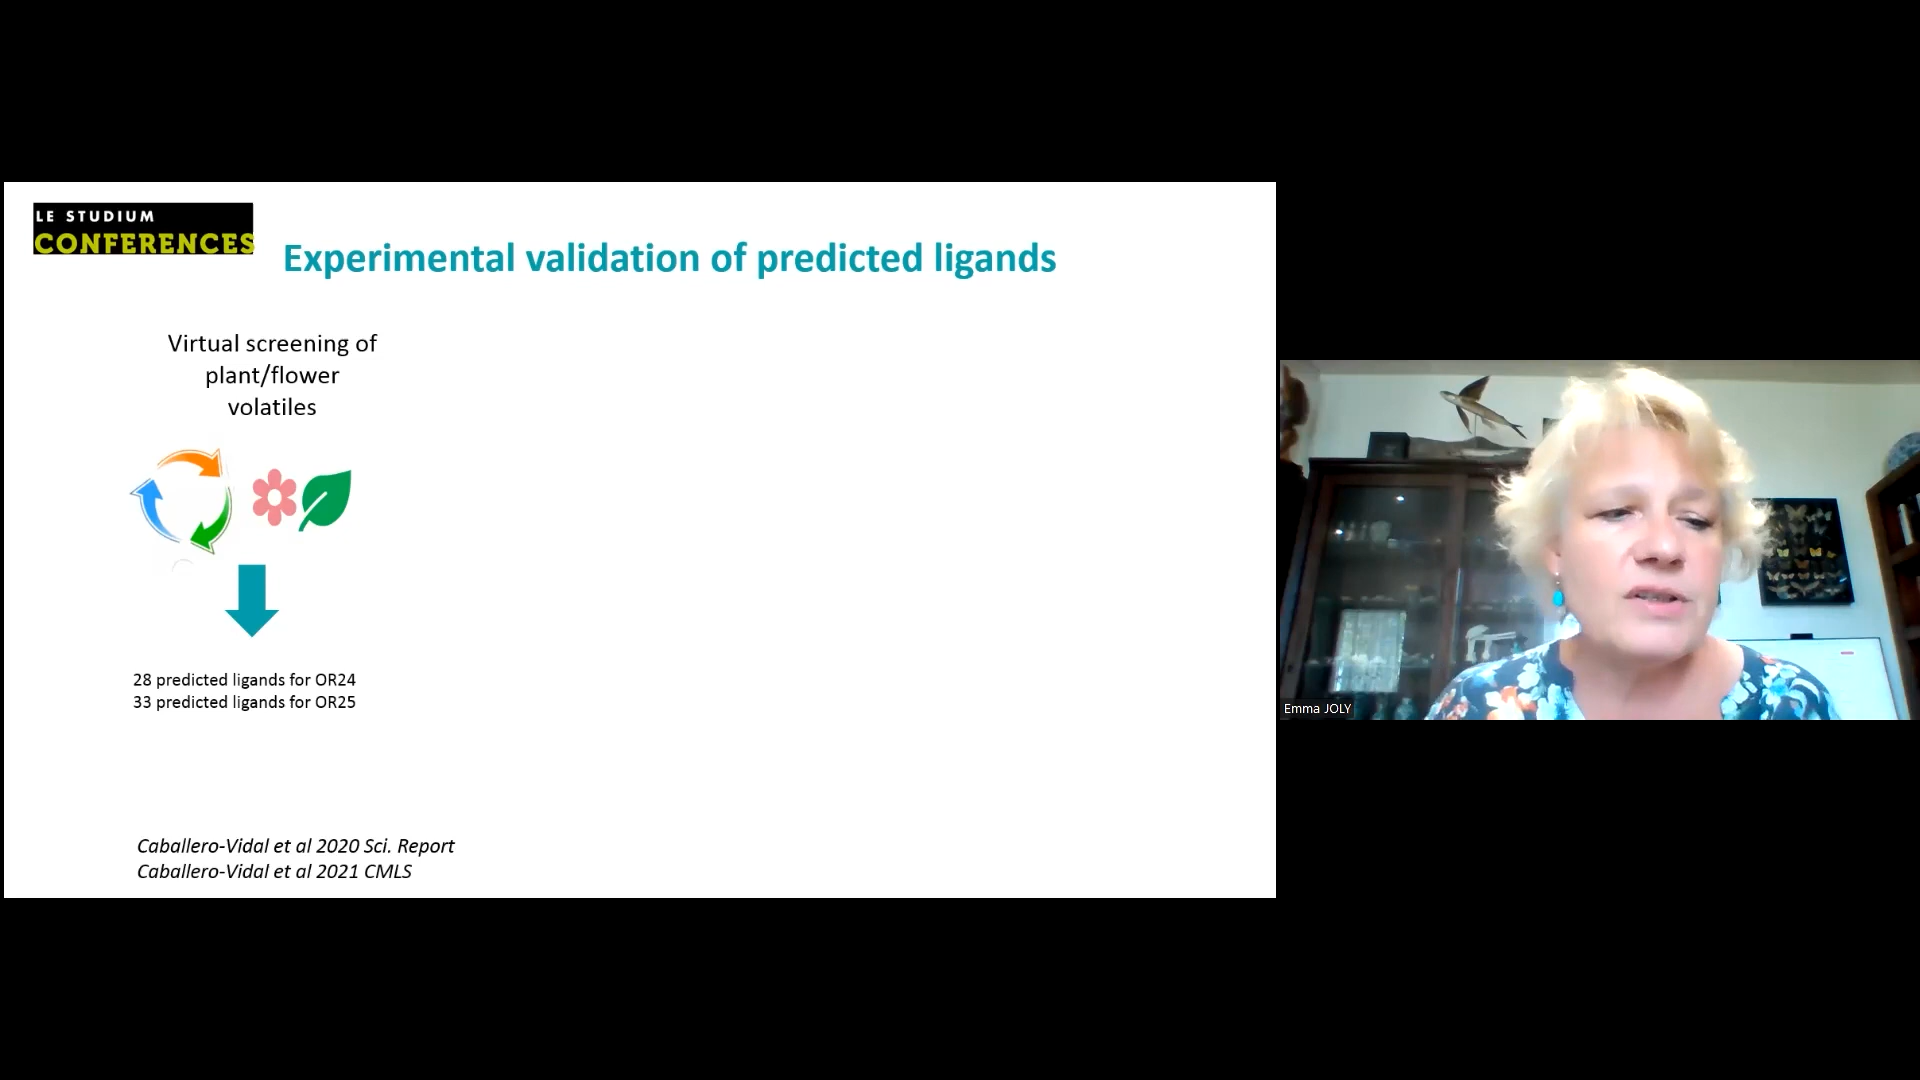 LE STUDIUM
CONFERENCES
Experimental validation of predicted ligands
Virtual screening of
plant/flower
volatiles
28 predicted ligands for OR24
33 predicted ligands for OR25
Caballero-Vidal et al 2020 Sci. Report
Caballero-Vidal et al 2021 CMLS
Emma JOLY